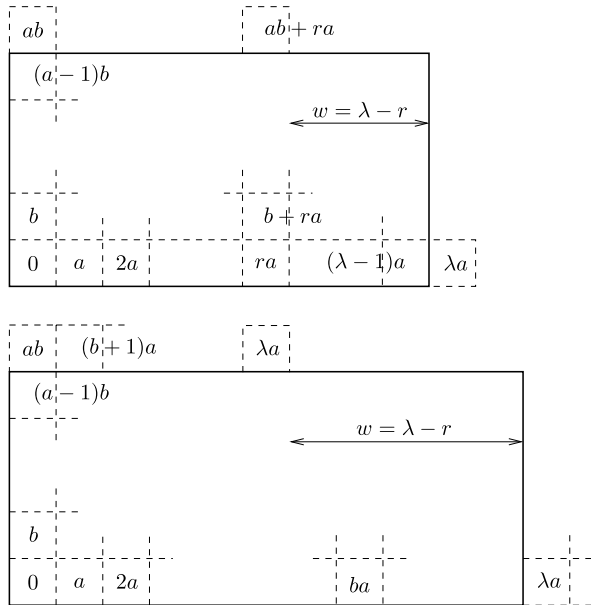 ab ab + ra
(a − 1)b
w = λ − r
b b + ra
0 a 2a ra (λ − 1)a λa
ab (b + 1)a λa
(a − 1)b
w = λ − r
b
0 a 2a ba λa